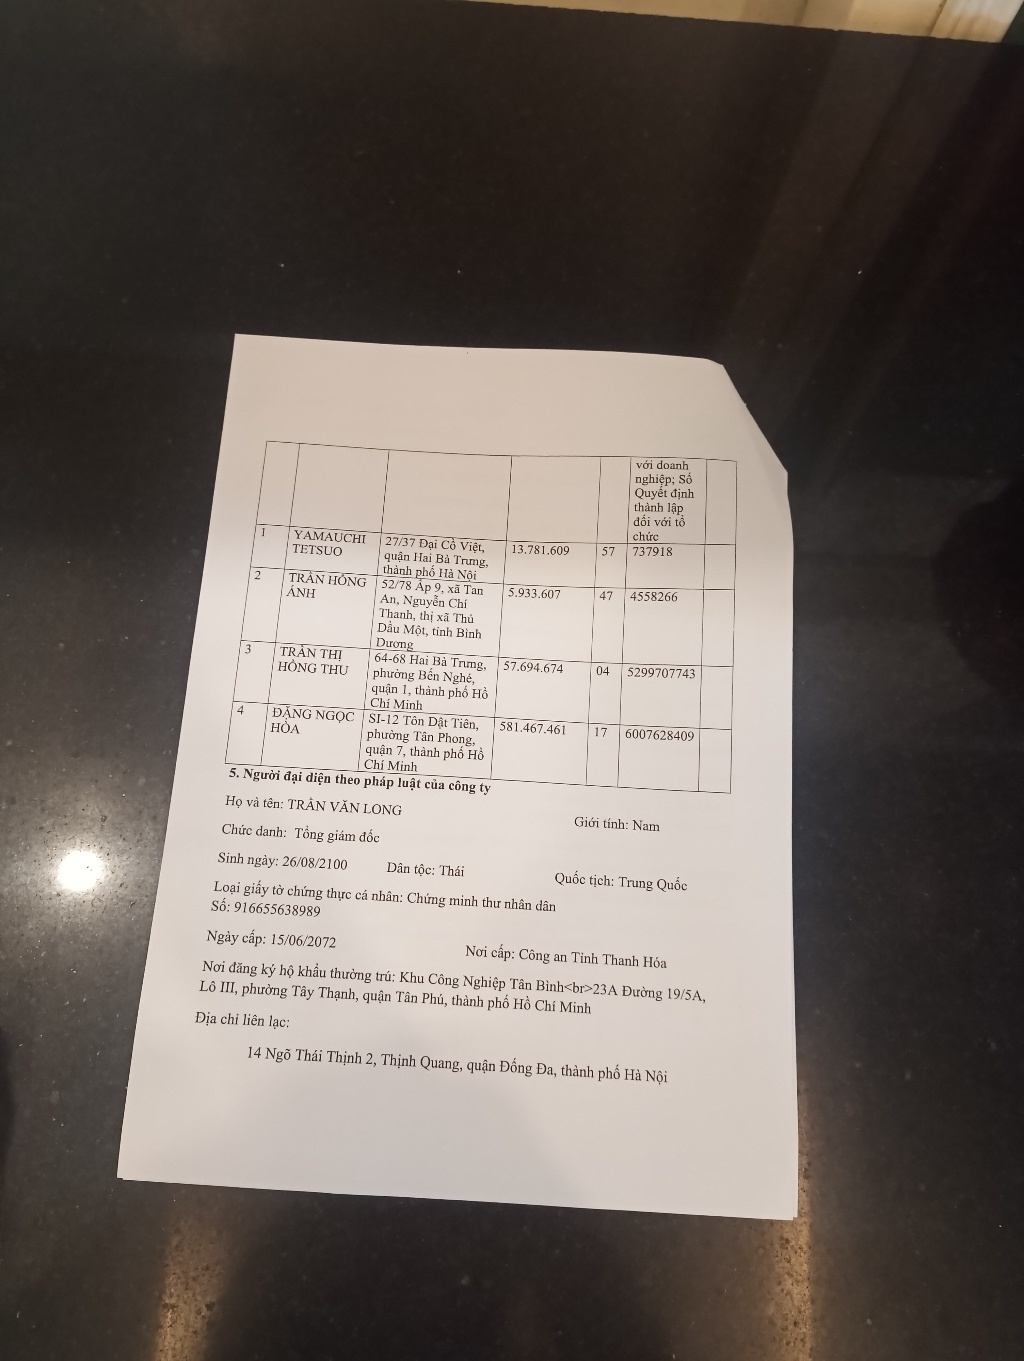 với doanh
nghiệp; Số
Quyết định
thành lập
đối với tổ
chức
1 YAMAUCHI TETSUO 27/37 Đại Cồ Việt, quận Hai Bà Trưng, thành phố Hà Nội 13.781.609 57 737918
2 TRẦN HỒNG ÁNH 52/78 Ấp 9, xã Tan An, Nguyễn Chí Thanh, thị xã Thủ Dầu Một, tỉnh Bình Dương 5.933.607 47 4558266
3 TRẦN THỊ HỒNG THU 64-68 Hai Bà Trưng, phường Bến Nghé, quận 1, thành phố Hồ Chí Minh 57.694.674 04 5299707743
4 ĐẶNG NGỌC HÒA SI-12 Tôn Dật Tiên, phường Tân Phong, quận 7, thành phố Hồ Chí Minh 581.467.461 17 6007628409
5. Người đại diện theo pháp luật của công ty
Họ và tên: TRẦN VĂN LONG Giới tính: Nam
Chức danh: Tổng giám đốc
Sinh ngày: 26/08/2100 Dân tộc: Thái Quốc tịch: Trung Quốc
Loại giấy tờ chứng thực cá nhân: Chứng minh thư nhân dân
Số: 916655638989
Ngày cấp: 15/06/2072 Nơi cấp: Công an Tỉnh Thanh Hóa
Nơi đăng ký hộ khẩu thường trú: Khu Công Nghiệp Tân Bình<br>23A Đường 19/5A,
Lô III, phường Tây Thạnh, quận Tân Phú, thành phố Hồ Chí Minh
Địa chỉ liên lạc:
14 Ngõ Thái Thịnh 2, Thịnh Quang, quận Đống Đa, thành phố Hà Nội